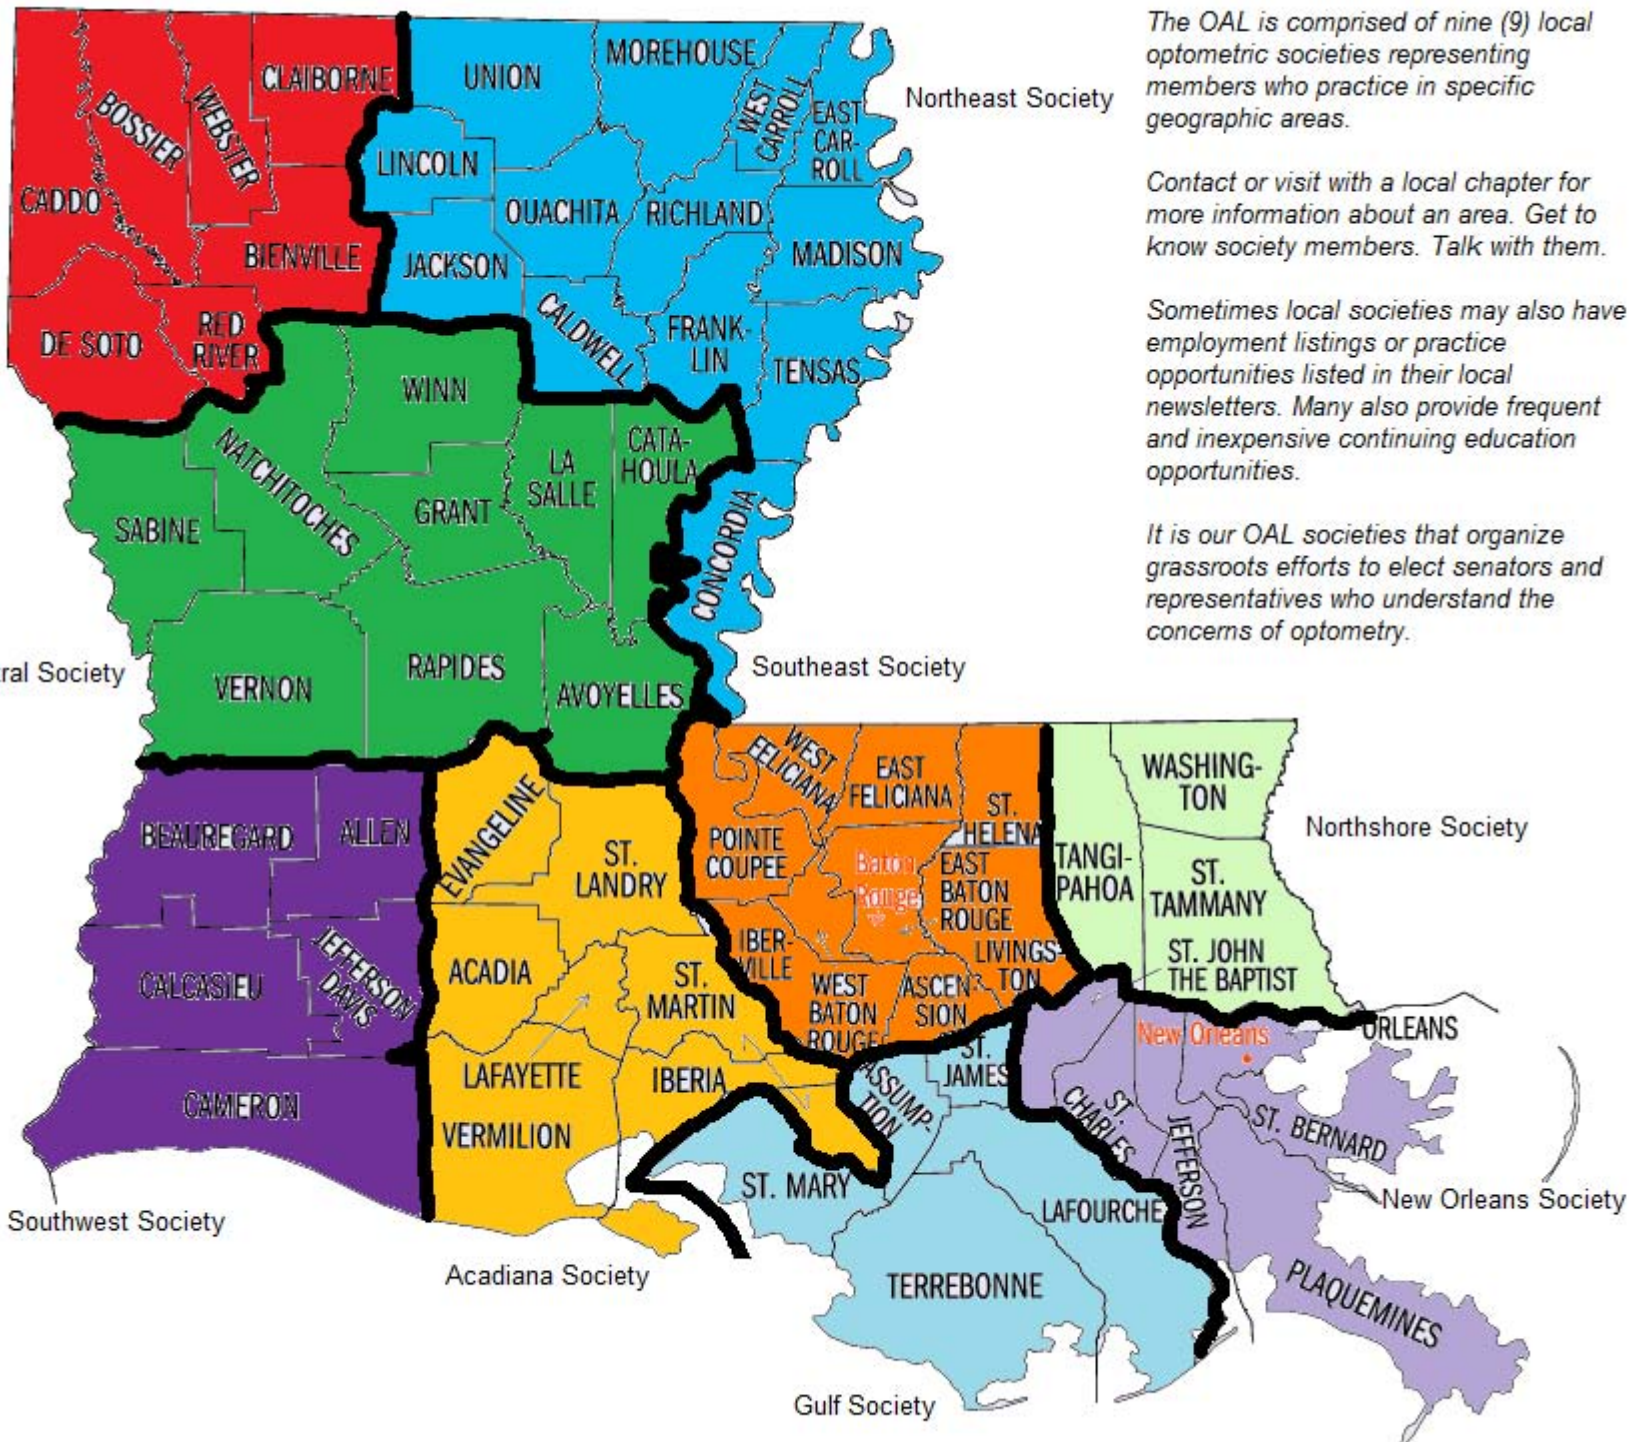 The OAL is comprised of nine (9) local
optometric societies representing
members who practice in specific
geographic areas.
Contact or visit with a local chapter for
more information about an area. Get to
know society members. Talk with them.
Sometimes local societies may also have
employment listings or practice
opportunities listed in their local
newsletters. Many also provide frequent
and inexpensive continuing education
opportunities.
It is our OAL societies that organize
grassroots efforts to elect senators and
representatives who understand the
concerns of optometry.
CLAIBORNE
BOSSIER
WEBSTER
CADDO
BIENVILLE
DE SOTO
RED
RIVER
UNION
MOREHOUSE
WEST
CARROLL
EAST
CAR-
ROLL
Northeast Society
LINCOLN
OUACHITA
RICHLAND
MADISON
JACKSON
CALDWELL
FRANK-
LIN
TENSAS
WINN
NATCHITOCHES
LA
SALLE
CATA-
HOULA
SABINE
GRANT
CONCORDIA
ral Society
VERNON
RAPIDES
AVOYELLES
Southeast Society
BEAUREGARD
ALLEN
CALCASIEU
JEFFERSON
DAVIS
CAMERON
Southwest Society
EVANGELINE
ST.
LANDRY
ACADIA
ST.
MARTIN
LAFAYETTE
IBERIA
VERMILION
Acadiana Society
WEST
FELICIANA
EAST
FELICIANA
ST.
HELENA
POINTE
COUPEE
Baton
Rouge
EAST
BATON
ROUGE
IBER-
VILLE
WEST
BATON
ROUGE
ASCEN-
SION
LIVINGS-
TON
WASHING-
TON
TANGI-
PAHOA
ST.
TAMMANY
Northshore Society
ST. JOHN
THE BAPTIST
New Orleans
ORLEANS
ST.
JAMES
ASSUMP-
TION
ST.
CHARLES
JEFFERSON
ST. BERNARD
New Orleans Society
ST. MARY
LAFOURCHE
TERREBONNE
PLAQUEMINES
Gulf Society